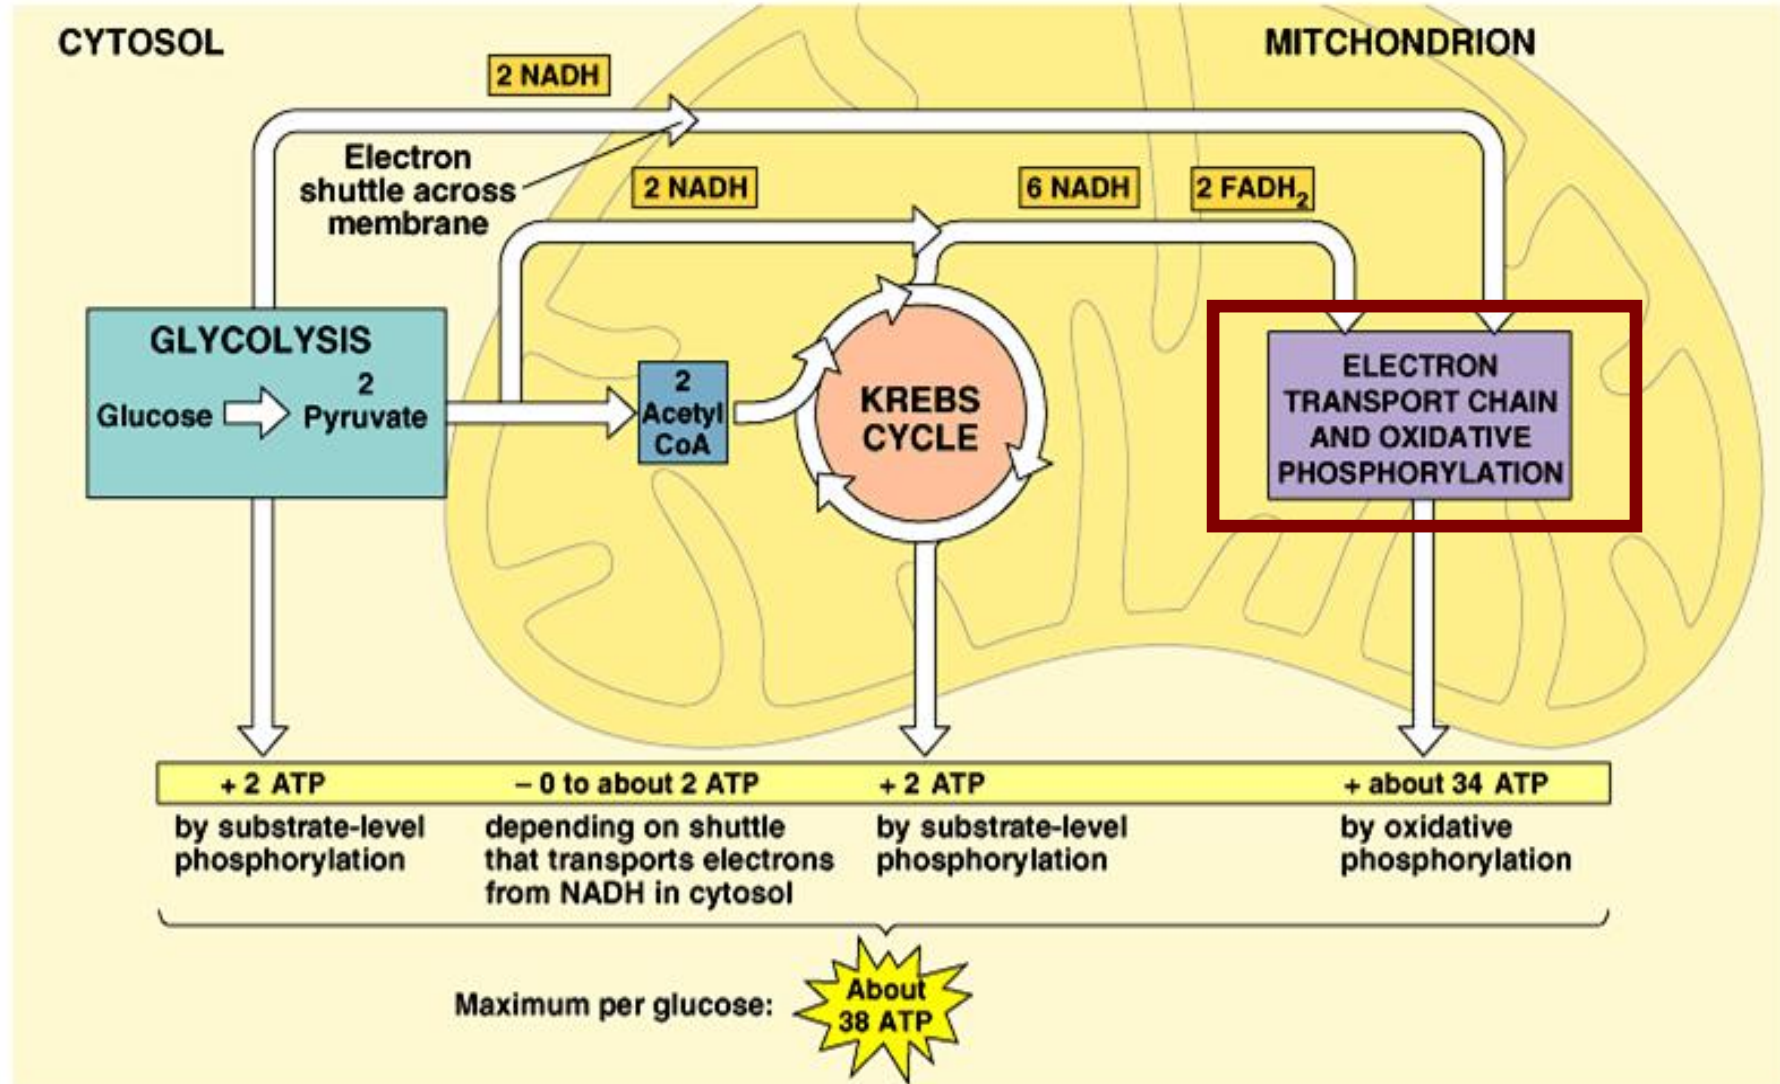 CYTOSOL
MITCHONDRION
2 NADH
Electron
shuttle across
membrane
2 NADH
6 NADH
2 FADH₂
GLYCOLYSIS
Glucose
2
Pyruvate
2
Acetyl
CoA
KREBS
CYCLE
ELECTRON
TRANSPORT CHAIN
AND OXIDATIVE
PHOSPHORYLATION
+ 2 ATP
by substrate-level
phosphorylation
– 0 to about 2 ATP
depending on shuttle
that transports electrons
from NADH in cytosol
+ 2 ATP
by substrate-level
phosphorylation
+ about 34 ATP
by oxidative
phosphorylation
Maximum per glucose:
About
38 ATP